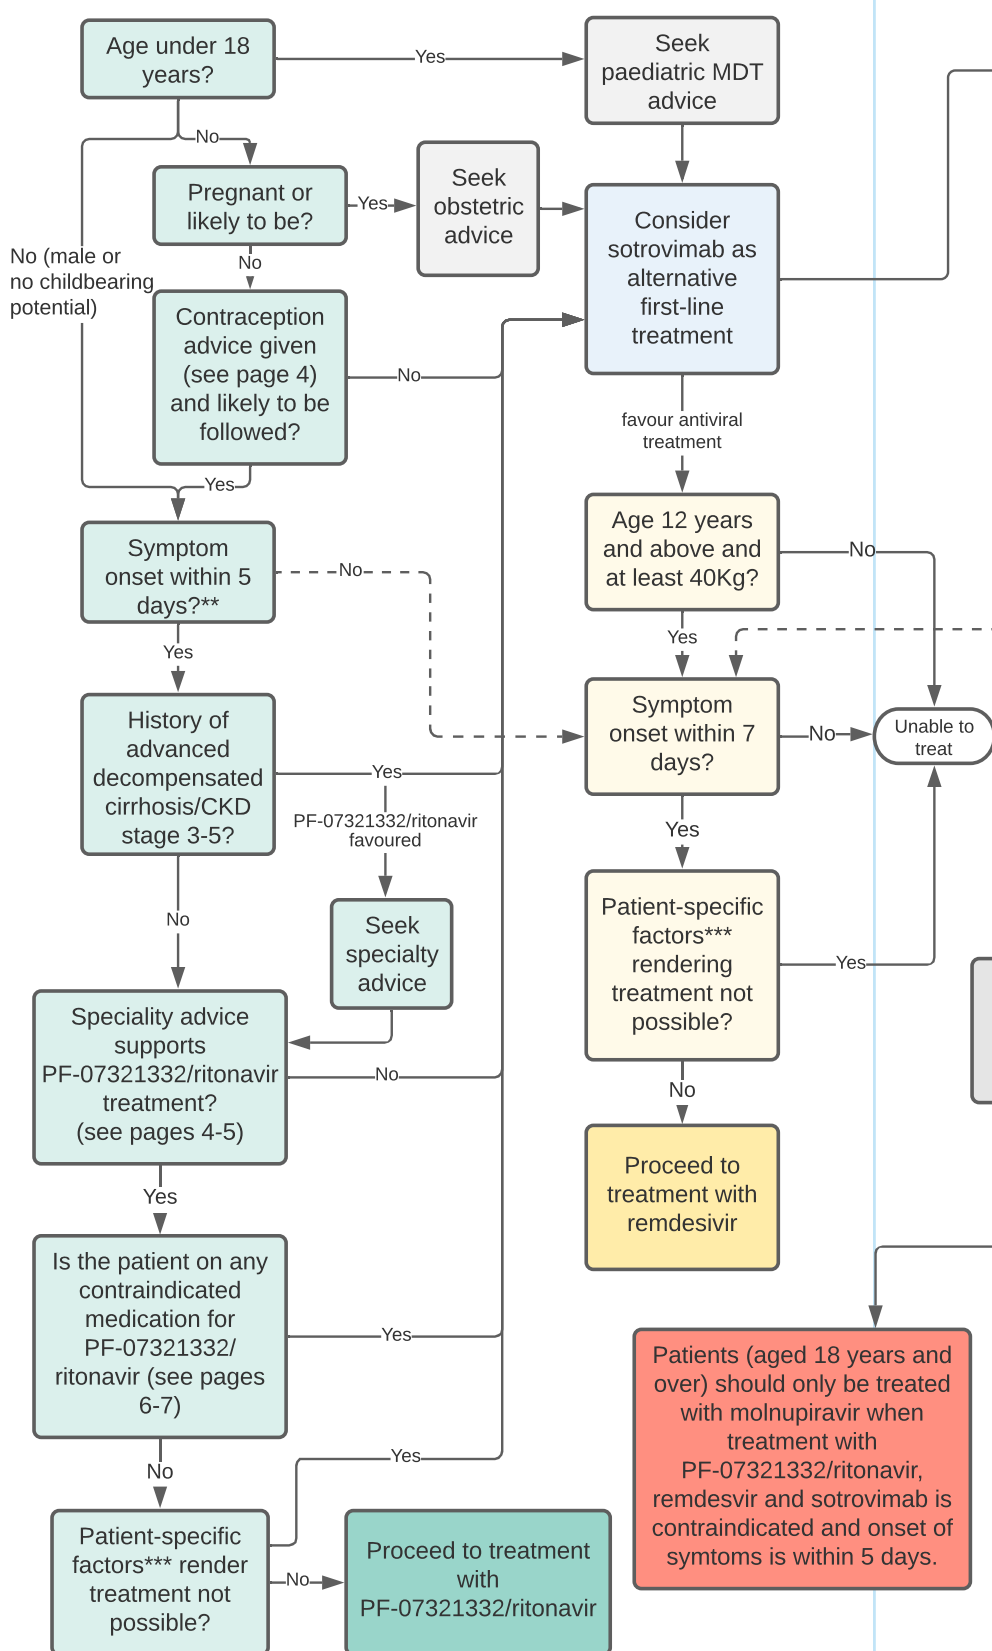 Age under 18
years?
Yes
Seek
paediatric MDT
advice
No
Pregnant or
likely to be?
Yes
Seek
obstetric
advice
Consider
sotrovimab as
alternative
first-line
treatment
No (male or
no childbearing
potential)
No
Contraception
advice given
(see page 4)
and likely to be
followed?
No
favour antiviral
treatment
Yes
Symptom
onset within 5
days?**
No
Age 12 years
and above and
at least 40Kg?
No
Yes
Yes
History of
advanced
decompensated
cirrhosis/CKD
stage 3-5?
Yes
PF-07321332/ritonavir
favoured
Symptom
onset within 7
days?
No
Unable to
treat
Yes
No
Seek
specialty
advice
Patient-specific
factors***
rendering
treatment not
possible?
Yes
Speciality advice
supports
PF-07321332/ritonavir
treatment?
(see pages 4-5)
No
No
Proceed to
treatment with
remdesivir
Yes
Is the patient on any
contraindicated
medication for
PF-07321332/
ritonavir (see pages
6-7)
Yes
Patients (aged 18 years and
over) should only be treated
with molnupiravir when
treatment with
PF-07321332/ritonavir,
remdesvir and sotrovimab is
contraindicated and onset of
symtoms is within 5 days.
No
Yes
Patient-specific
factors*** render
treatment not
possible?
No
Proceed to treatment
with
PF-07321332/ritonavir